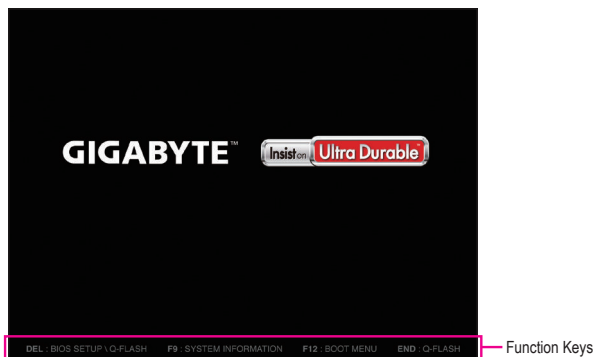 GIGABYTE™ Insist on Ultra Durable™
DEL : BIOS SETUP \ Q-FLASH F9 : SYSTEM INFORMATION F12 : BOOT MENU END : Q-FLASH
Function Keys